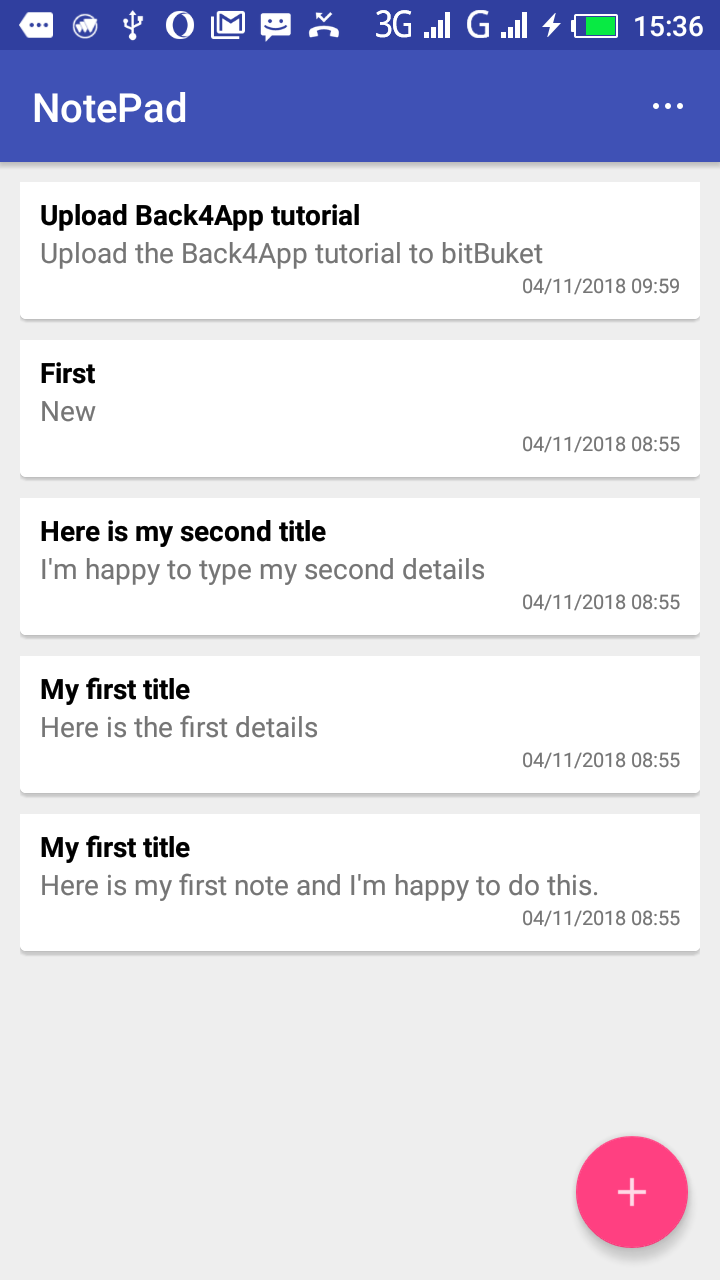 3G G 15:36
NotePad
Upload Back4App tutorial
Upload the Back4App tutorial to bitBuket
04/11/2018 09:59
First
New
04/11/2018 08:55
Here is my second title
I'm happy to type my second details
04/11/2018 08:55
My first title
Here is the first details
04/11/2018 08:55
My first title
Here is my first note and I'm happy to do this.
04/11/2018 08:55